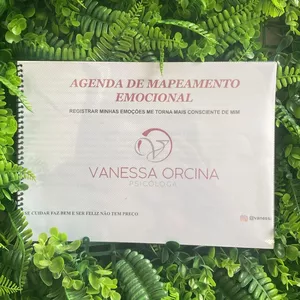 AGENDA DE MAPEAMENTO
EMOCIONAL
REGISTRAR MINHAS EMOÇÕES ME TORNA MAIS CONSCIENTE DE MIM
VANESSA ORCINA
PSICÓLOGA
SE CUIDAR FAZ BEM E SER FELIZ NÃO TEM PREÇO